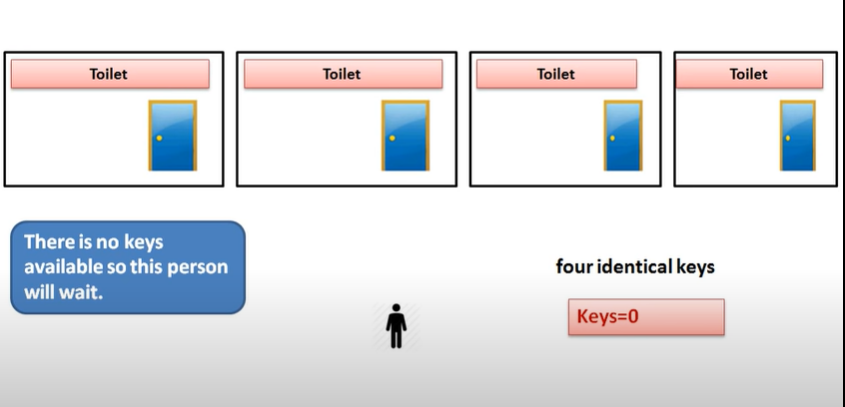 Toilet
Toilet
Toilet
Toilet
There is no keys
available so this person
will wait.
four identical keys
Keys=0